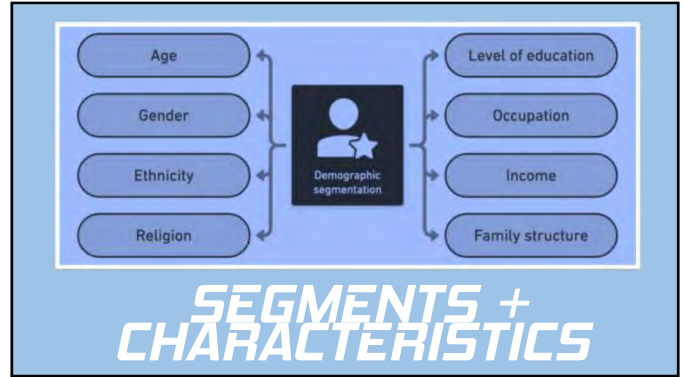 Age
Gender
Ethnicity
Religion
Demographic
segmentation
Level of education
Occupation
Income
Family structure
SEGMENTS +
CHARACTERISTICS